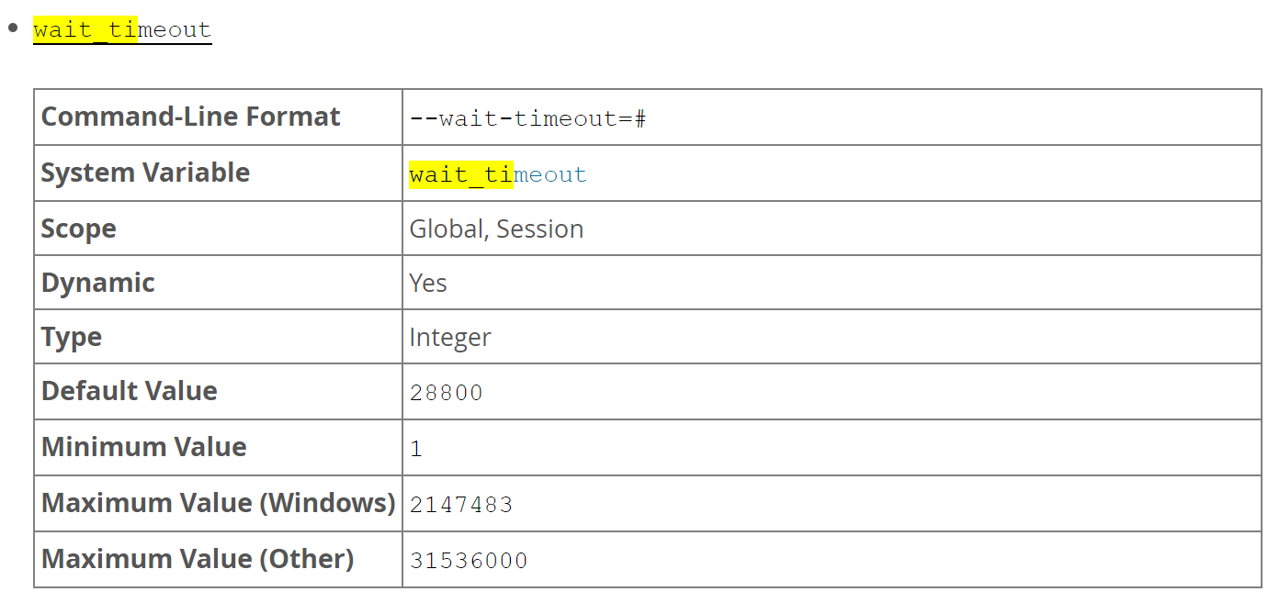 wait_timeout
Command-Line Format --wait-timeout=#
System Variable wait_timeout
Scope Global, Session
Dynamic Yes
Type Integer
Default Value 28800
Minimum Value 1
Maximum Value (Windows) 2147483
Maximum Value (Other) 31536000